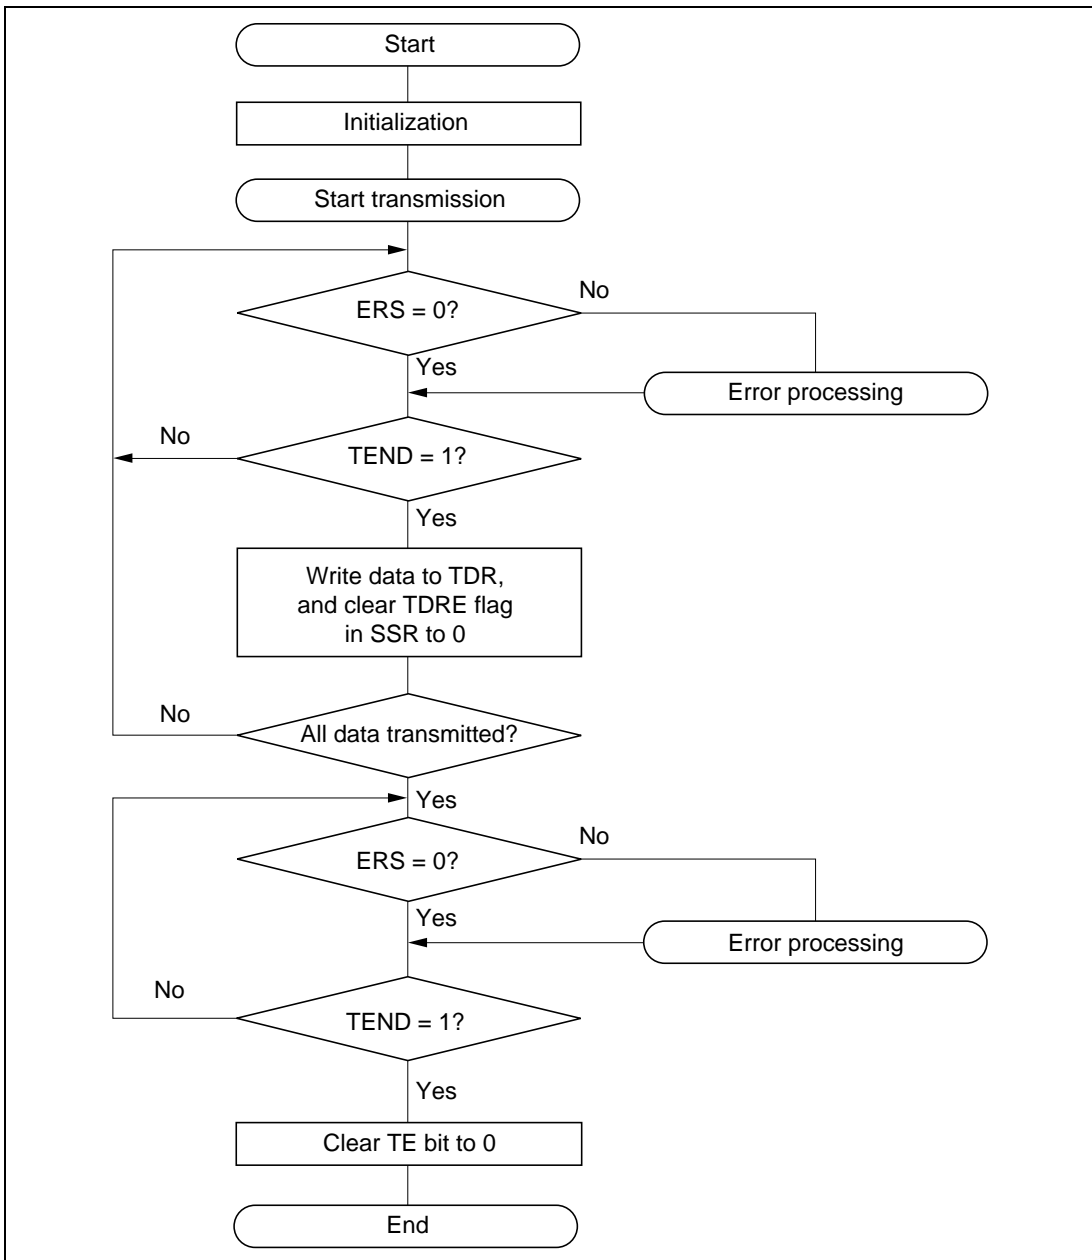 Start
Initialization
Start transmission
ERS = 0?
No
Yes
Error processing
No
TEND = 1?
Yes
Write data to TDR,
and clear TDRE flag
in SSR to 0
No
All data transmitted?
Yes
No
ERS = 0?
Yes
Error processing
No
TEND = 1?
Yes
Clear TE bit to 0
End